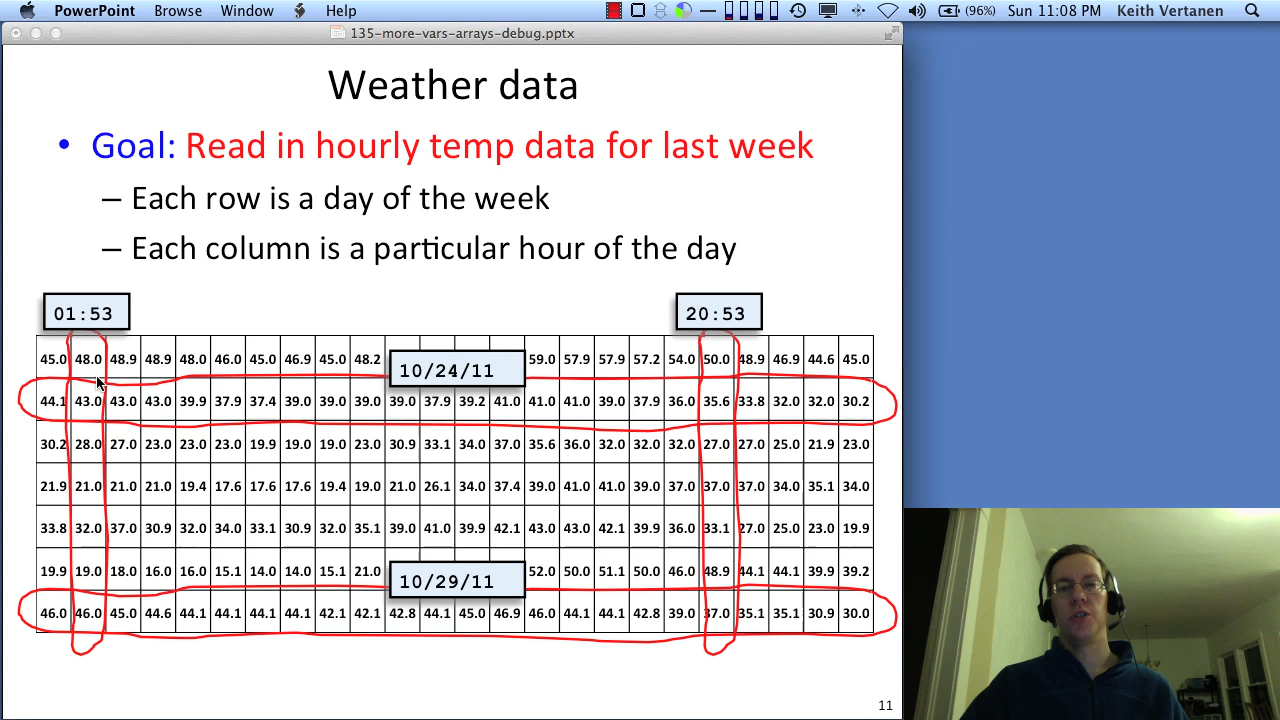 PowerPoint Browse Window Help (96%) Sun 11:08 PM Keith Vertanen
135-more-vars-arrays-debug.pptx
Weather data
• Goal: Read in hourly temp data for last week
– Each row is a day of the week
– Each column is a particular hour of the day
01:53 20:53
45.0 48.0 48.9 48.9 48.0 46.0 45.0 46.9 45.0 48.2 59.0 57.9 57.9 57.2 54.0 50.0 48.9 46.9 44.6 45.0
10/24/11
44.1 43.0 43.0 43.0 39.9 37.9 37.4 39.0 39.0 39.0 39.0 37.9 39.2 41.0 41.0 41.0 39.0 37.9 36.0 35.6 33.8 32.0 32.0 30.2
30.2 28.0 27.0 23.0 23.0 23.0 19.9 19.0 19.0 23.0 30.9 33.1 34.0 37.0 35.6 36.0 32.0 32.0 32.0 27.0 27.0 25.0 21.9 23.0
21.9 21.0 21.0 21.0 19.4 17.6 17.6 17.6 19.4 19.0 21.0 26.1 34.0 37.4 39.0 41.0 41.0 39.0 37.0 37.0 37.0 34.0 35.1 34.0
33.8 32.0 37.0 30.9 32.0 34.0 33.1 30.9 32.0 35.1 39.0 41.0 39.9 42.1 43.0 43.0 42.1 39.9 36.0 33.1 27.0 25.0 23.0 19.9
19.9 19.0 18.0 16.0 16.0 15.1 14.0 14.0 15.1 21.0 52.0 50.0 51.1 50.0 46.0 48.9 44.1 44.1 39.9 39.2
10/29/11
46.0 46.0 45.0 44.6 44.1 44.1 44.1 44.1 42.1 42.1 42.8 44.1 45.0 46.9 46.0 44.1 44.1 42.8 39.0 37.0 35.1 35.1 30.9 30.0
11